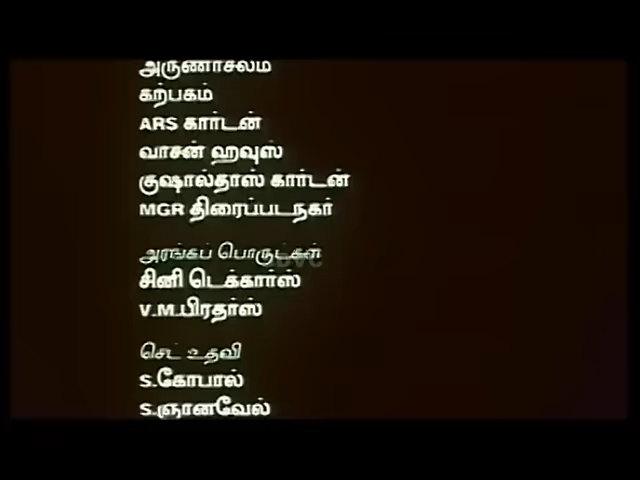 அருணாசலம்
கற்பகம்
ARS கார்டன்
வாசன் ஹவுஸ்
குஷால்தாஸ் கார்டன்
MGR திரைப்படநகர்
அரங்கப் பொருட்கள்
சினி டெக்கார்ஸ்
V.M.பிரதர்ஸ்
செட் உதவி
S.கோபால்
S.ஞானவேல்